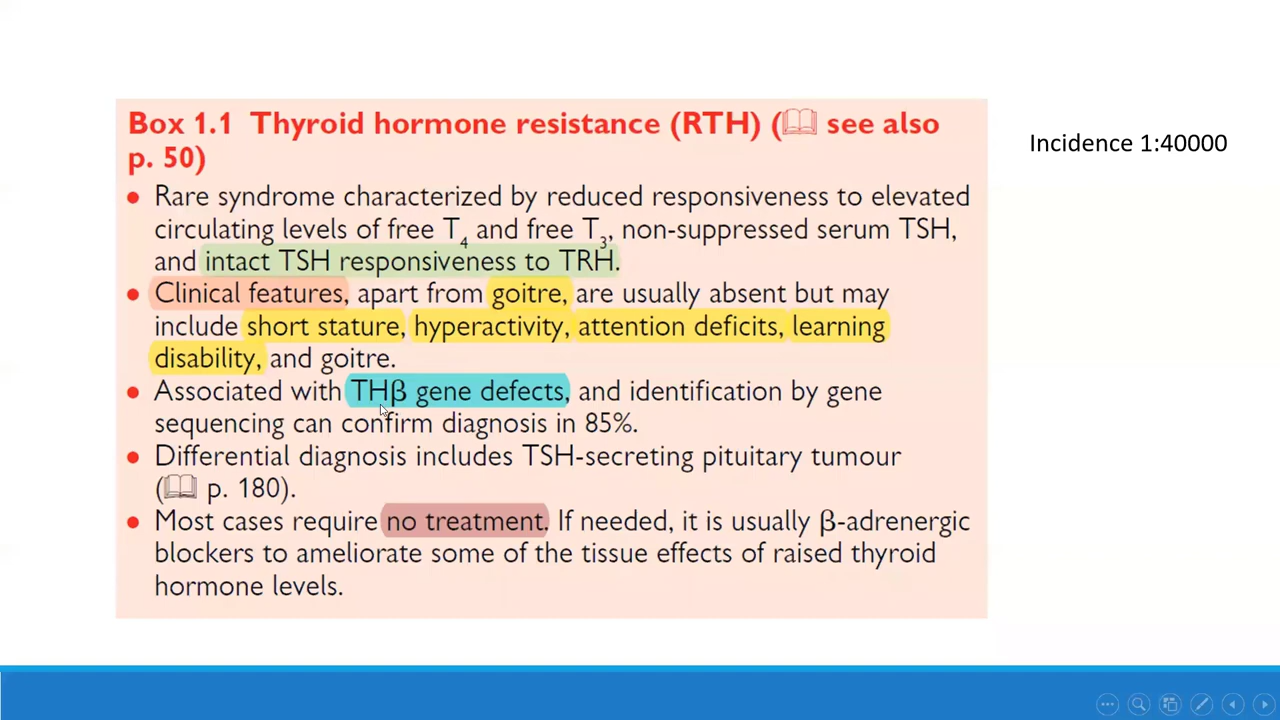 Box 1.1 Thyroid hormone resistance (RTH) ( see also
p. 50)
Incidence 1:40000
• Rare syndrome characterized by reduced responsiveness to elevated
circulating levels of free T₄ and free T₃, non-suppressed serum TSH,
and intact TSH responsiveness to TRH.
• Clinical features, apart from goitre, are usually absent but may
include short stature, hyperactivity, attention deficits, learning
disability, and goitre.
• Associated with THβ gene defects, and identification by gene
sequencing can confirm diagnosis in 85%.
• Differential diagnosis includes TSH-secreting pituitary tumour
( p. 180).
• Most cases require no treatment. If needed, it is usually β-adrenergic
blockers to ameliorate some of the tissue effects of raised thyroid
hormone levels.